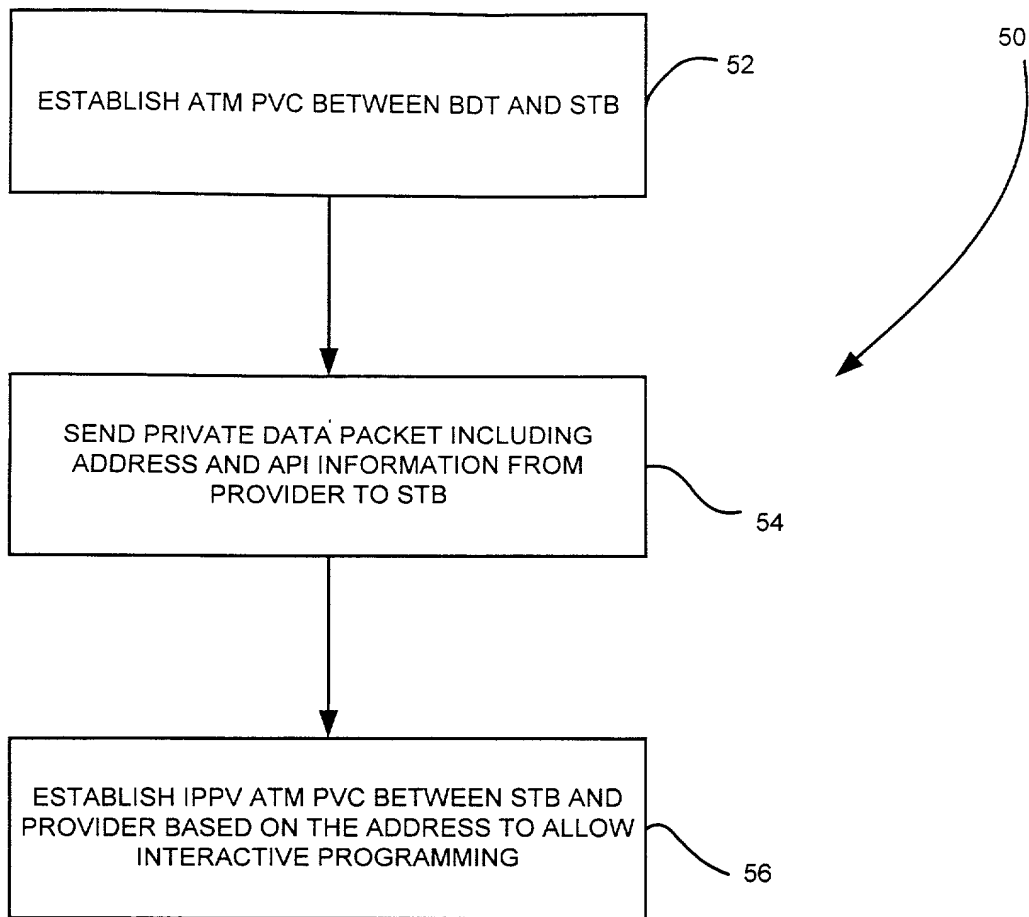 50
52
ESTABLISH ATM PVC BETWEEN BDT AND STB
SEND PRIVATE DATA PACKET INCLUDING
ADDRESS AND API INFORMATION FROM
PROVIDER TO STB
54
ESTABLISH IPPV ATM PVC BETWEEN STB AND
PROVIDER BASED ON THE ADDRESS TO ALLOW
INTERACTIVE PROGRAMMING
56